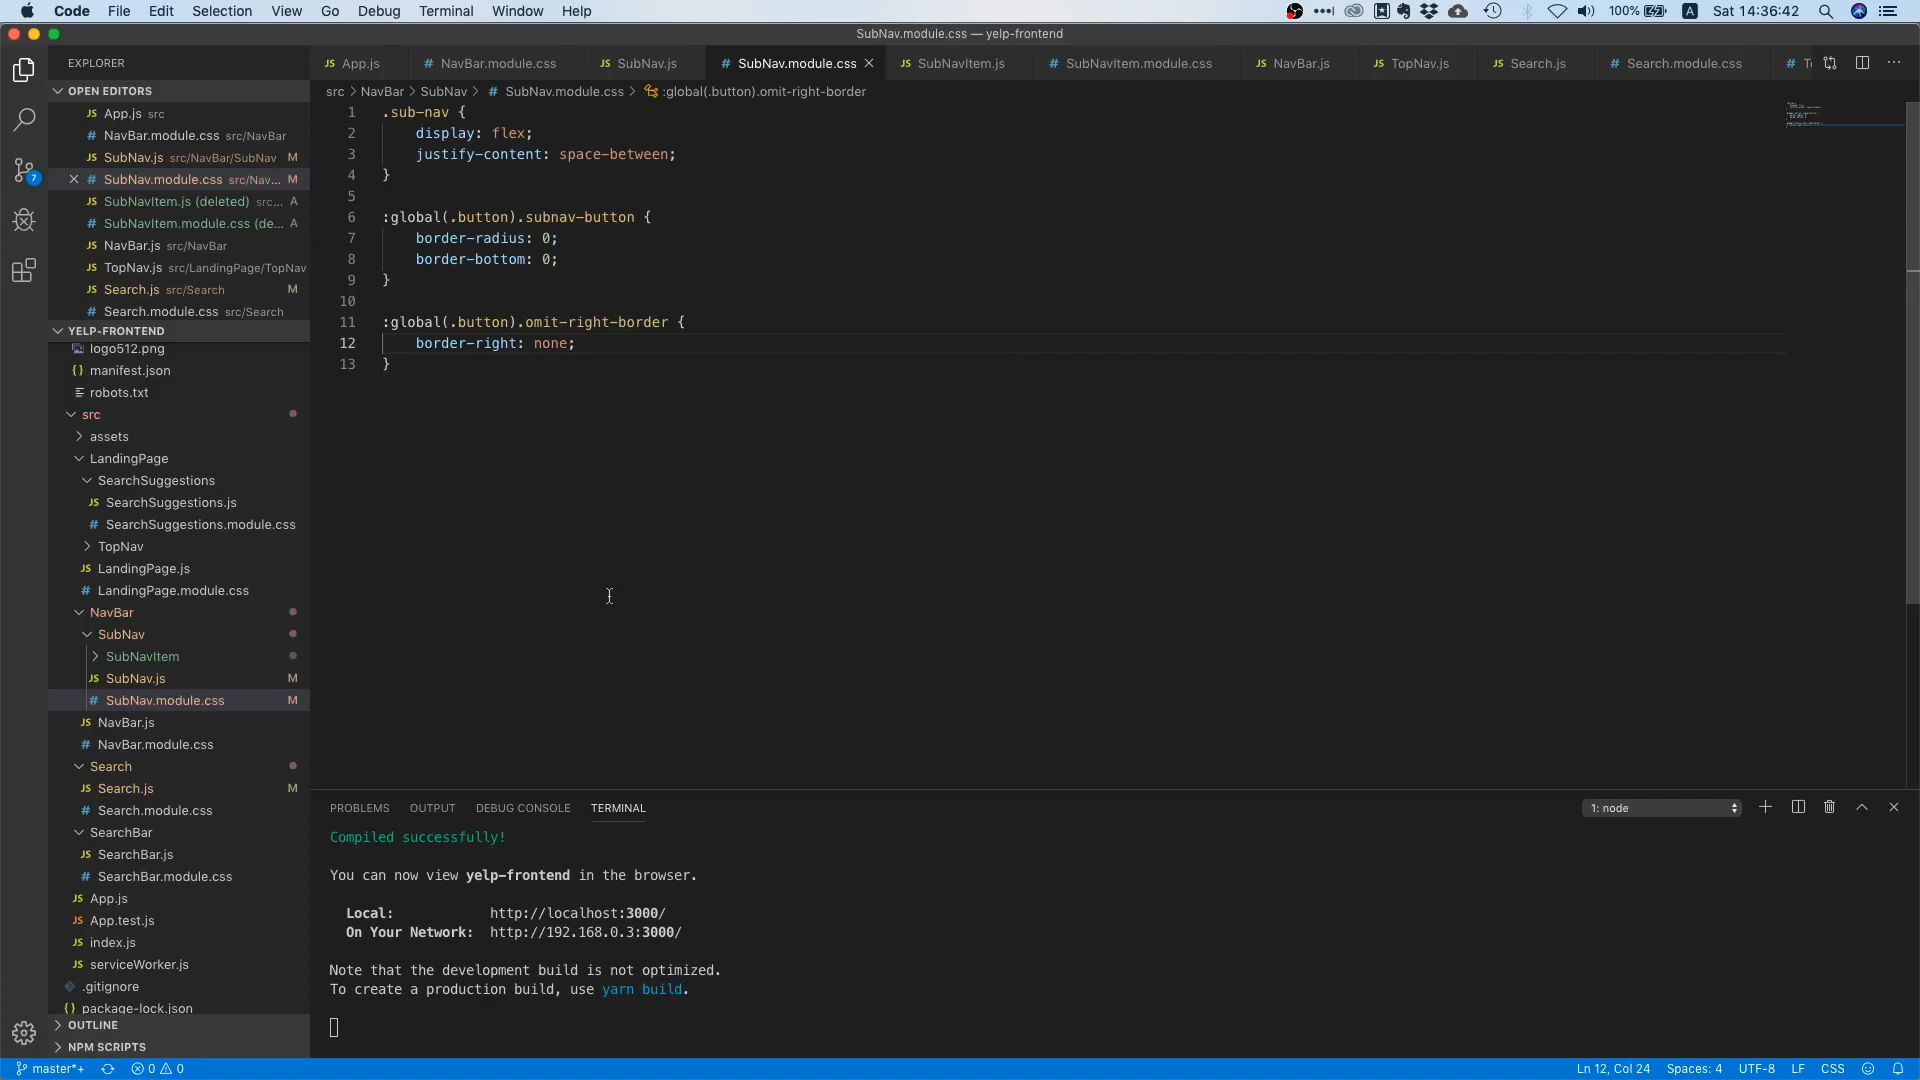 Code File Edit Selection View Go Debug Terminal Window Help 100% A Sat 14:36:42
SubNav.module.css — yelp-frontend
EXPLORER
JS App.js # NavBar.module.css JS SubNav.js # SubNav.module.css JS SubNavItem.js # SubNavItem.module.css JS NavBar.js JS TopNav.js JS Search.js # Search.module.css #
OPEN EDITORS
src > NavBar > SubNav > # SubNav.module.css > :global(.button).omit-right-border
JS App.js src
# NavBar.module.css src/NavBar
JS SubNav.js src/NavBar/SubNav M
# SubNav.module.css src/Nav... M
JS SubNavItem.js (deleted) src... A
# SubNavItem.module.css (de... A
JS NavBar.js src/NavBar
JS TopNav.js src/LandingPage/TopNav
JS Search.js src/Search M
# Search.module.css src/Search
7
YELP-FRONTEND
logo512.png
{} manifest.json
robots.txt
src
assets
LandingPage
SearchSuggestions
JS SearchSuggestions.js
# SearchSuggestions.module.css
TopNav
JS LandingPage.js
# LandingPage.module.css
NavBar
SubNav
SubNavItem
JS SubNav.js M
# SubNav.module.css M
JS NavBar.js
# NavBar.module.css
Search
JS Search.js M
# Search.module.css
SearchBar
JS SearchBar.js
# SearchBar.module.css
JS App.js
JS App.test.js
JS index.js
JS serviceWorker.js
.gitignore
{} package-lock.json
OUTLINE
NPM SCRIPTS
1 .sub-nav {
2 display: flex;
3 justify-content: space-between;
4 }
5
6 :global(.button).subnav-button {
7 border-radius: 0;
8 border-bottom: 0;
9 }
10
11 :global(.button).omit-right-border {
12 border-right: none;
13 }
PROBLEMS OUTPUT DEBUG CONSOLE TERMINAL 1: node
Compiled successfully!
You can now view yelp-frontend in the browser.
Local: http://localhost:3000/
On Your Network: http://192.168.0.3:3000/
Note that the development build is not optimized.
To create a production build, use yarn build.
master*+ 0 0 Ln 12, Col 24 Spaces: 4 UTF-8 LF CSS